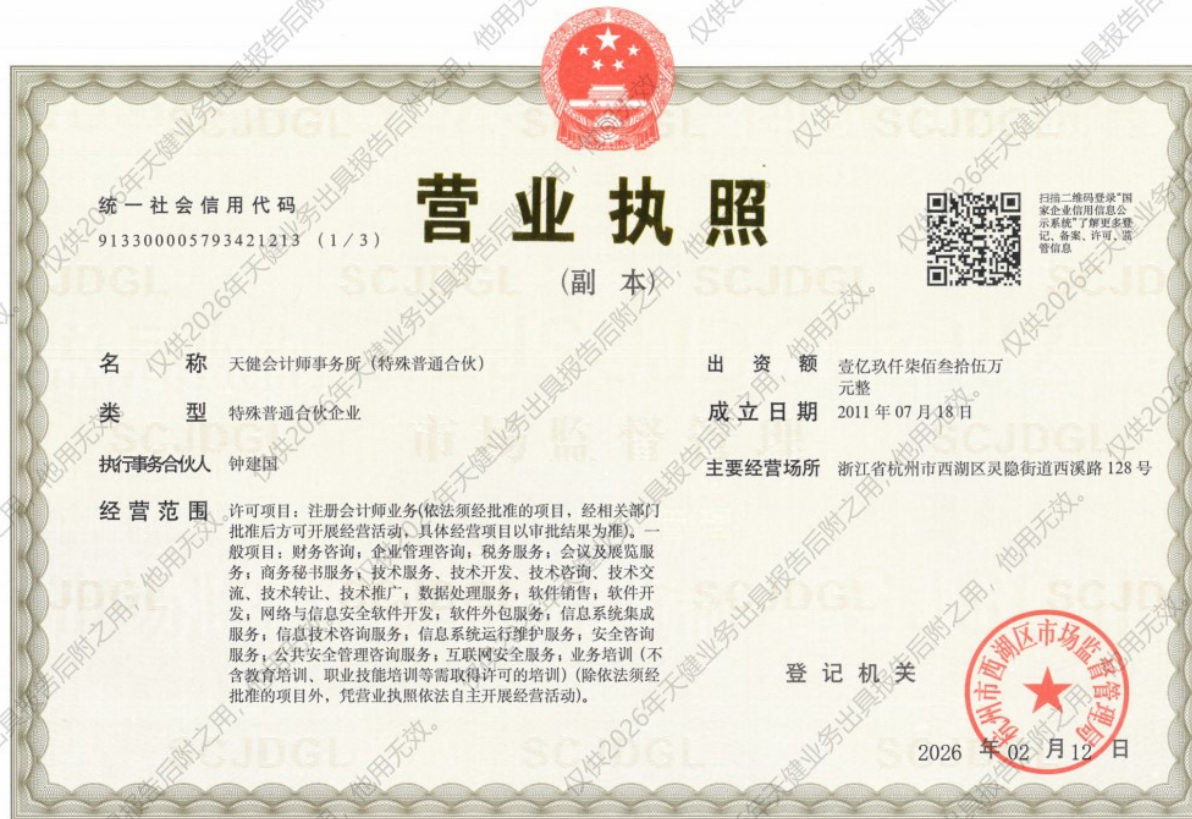 营业执照
(副 本)
统一社会信用代码
913300005793421213 (1/3)
扫描二维码登录"国
家企业信用信息公
示系统"了解更多登
记、备案、许可、监
管信息
名 称 天健会计师事务所(特殊普通合伙)
类 型 特殊普通合伙企业
执行事务合伙人 钟建国
经营范围 许可项目:注册会计师业务(依法须经批准的项目,经相关部门
批准后方可开展经营活动,具体经营项目以审批结果为准)。一
般项目:财务咨询;企业管理咨询;税务服务;会议及展览服
务;商务秘书服务;技术服务、技术开发、技术咨询、技术交
流、技术转让、技术推广;数据处理服务;软件销售;软件开
发;网络与信息安全软件开发;软件外包服务;信息系统集成
服务;信息技术咨询服务;信息系统运行维护服务;安全咨询
服务;公共安全管理咨询服务;互联网安全服务;业务培训(不
含教育培训、职业技能培训等需取得许可的培训)(除依法须经
批准的项目外,凭营业执照依法自主开展经营活动)。
出 资 额 壹亿玖仟柒佰叁拾伍万
元整
成立日期 2011年07月18日
主要经营场所 浙江省杭州市西湖区灵隐街道西溪路128号
登记机关
杭州市西湖区市场监督管理局
2026 年 02 月 12 日
仅供2026年天健业务出具报告后附之用,他用无效。
SCJDGL
市场监督管理